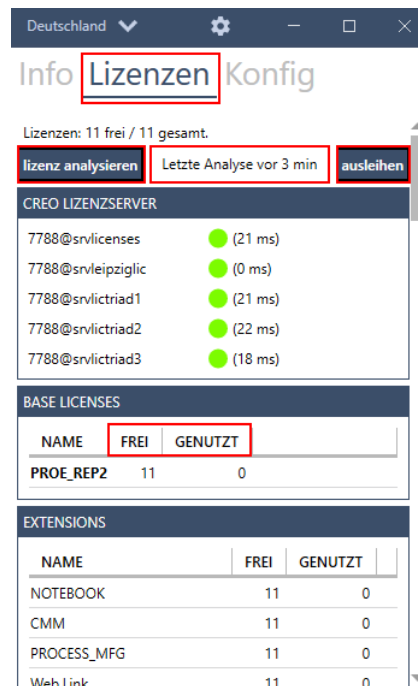 Deutschland
Info Lizenzen Konfig
Lizenzen: 11 frei / 11 gesamt.
lizenz analysieren Letzte Analyse vor 3 min ausleihen
CREO LIZENZSERVER
7788@srvlicenses (21 ms)
7788@srvleipziglic (0 ms)
7788@srvlictriad1 (21 ms)
7788@srvlictriad2 (22 ms)
7788@srvlictriad3 (18 ms)
BASE LICENSES
NAME FREI GENUTZT
PROE_REP2 11 0
EXTENSIONS
NAME FREI GENUTZT
NOTEBOOK 11 0
CMM 11 0
PROCESS_MFG 11 0
Web Link 11 0